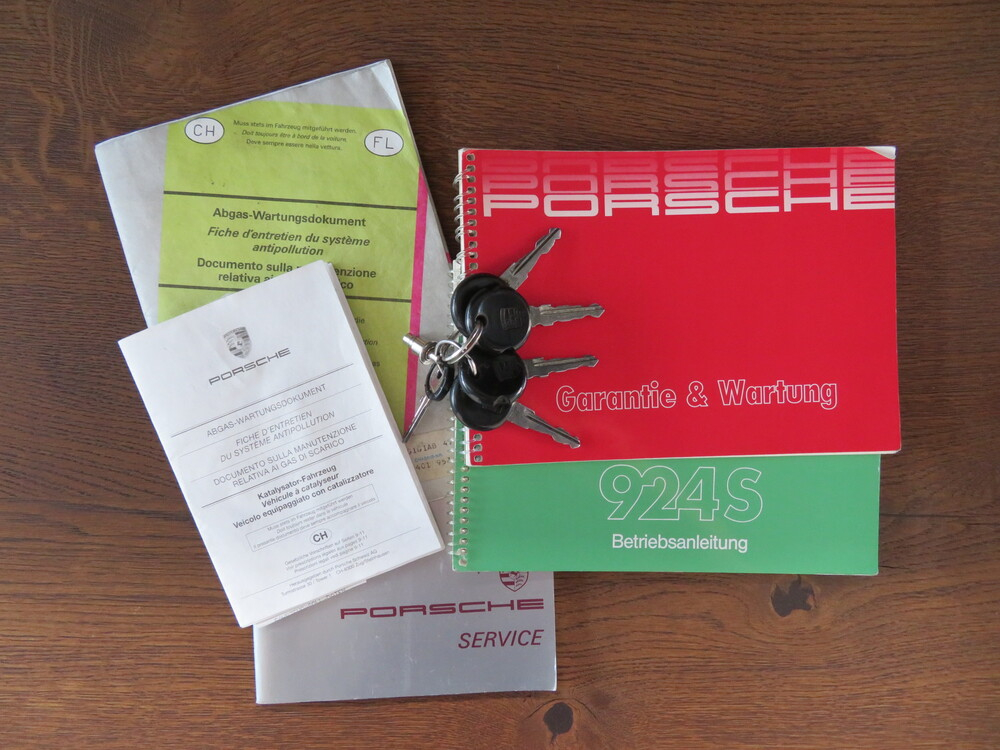 CH
Muss stets im Fahrzeug mitgeführt werden.
Doit toujours être à bord de la voiture.
Deve sempre essere nella vettura.
FL
Abgas-Wartungsdokument
Fiche d'entretien du système
antipollution
Documento sulla
relativa
PORSCHE
ABGAS-WARTUNGSDOKUMENT
FICHE D'ENTRETIEN
DU SYSTÈME ANTIPOLLUTION
DOCUMENTO SULLA MANUTENZIONE
RELATIVA AI GAS DI SCARICO
Katalysator-Fahrzeug
Véhicule à catalyseur
Veicolo equipaggiato con catalizzatore
CH
PORSCHE
SERVICE
PORSCHE
PORSCHE
PORSCHE
Garantie & Wartung
924S
Betriebsanleitung